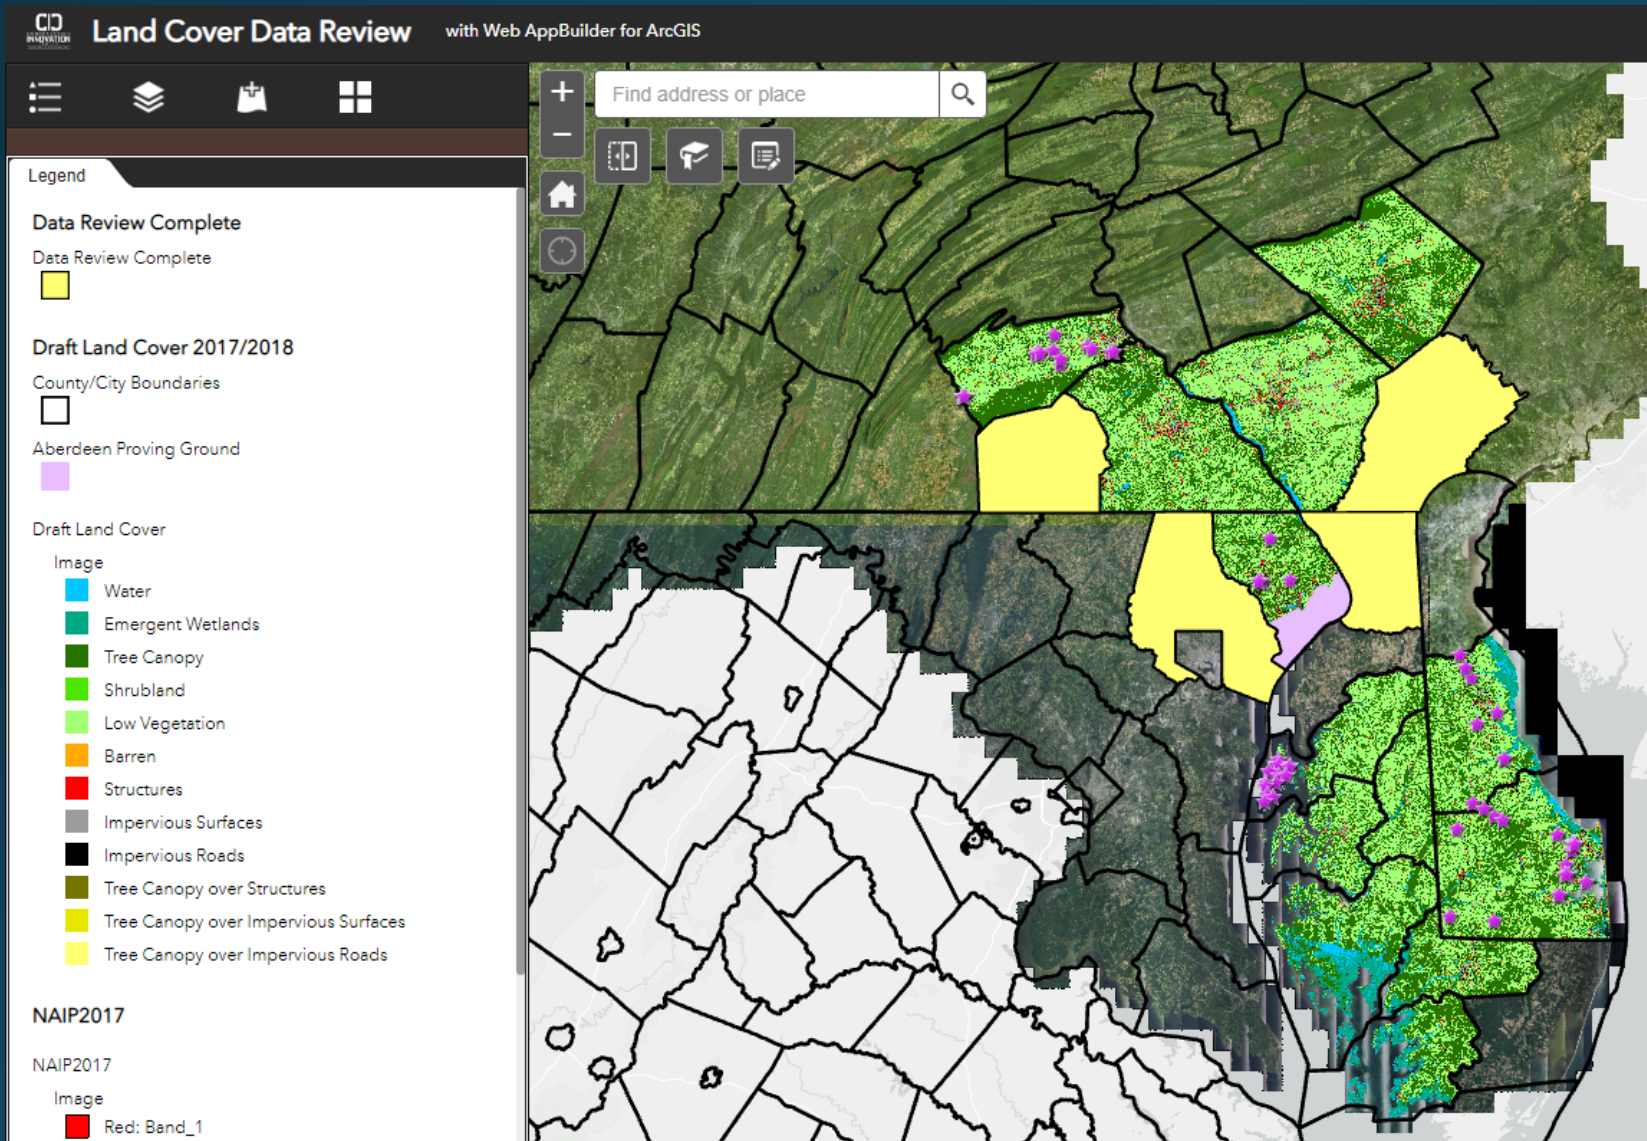 INNOVATION
Land Cover Data Review
with Web AppBuilder for ArcGIS
Find address or place
Legend
Data Review Complete
Data Review Complete
Draft Land Cover 2017/2018
County/City Boundaries
Aberdeen Proving Ground
Draft Land Cover
Image
Water
Emergent Wetlands
Tree Canopy
Shrubland
Low Vegetation
Barren
Structures
Impervious Surfaces
Impervious Roads
Tree Canopy over Structures
Tree Canopy over Impervious Surfaces
Tree Canopy over Impervious Roads
NAIP2017
NAIP2017
Image
Red: Band_1